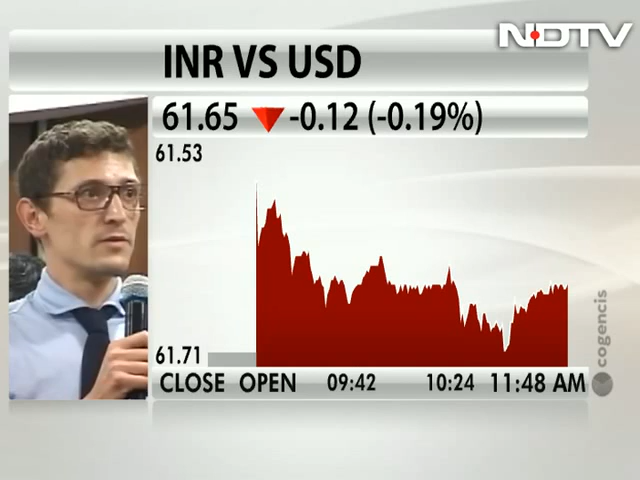 NDTV
INR VS USD
61.65 ▼ -0.12 (-0.19%)
61.53
61.71
CLOSE OPEN 09:42 10:24 11:48 AM
cogencis